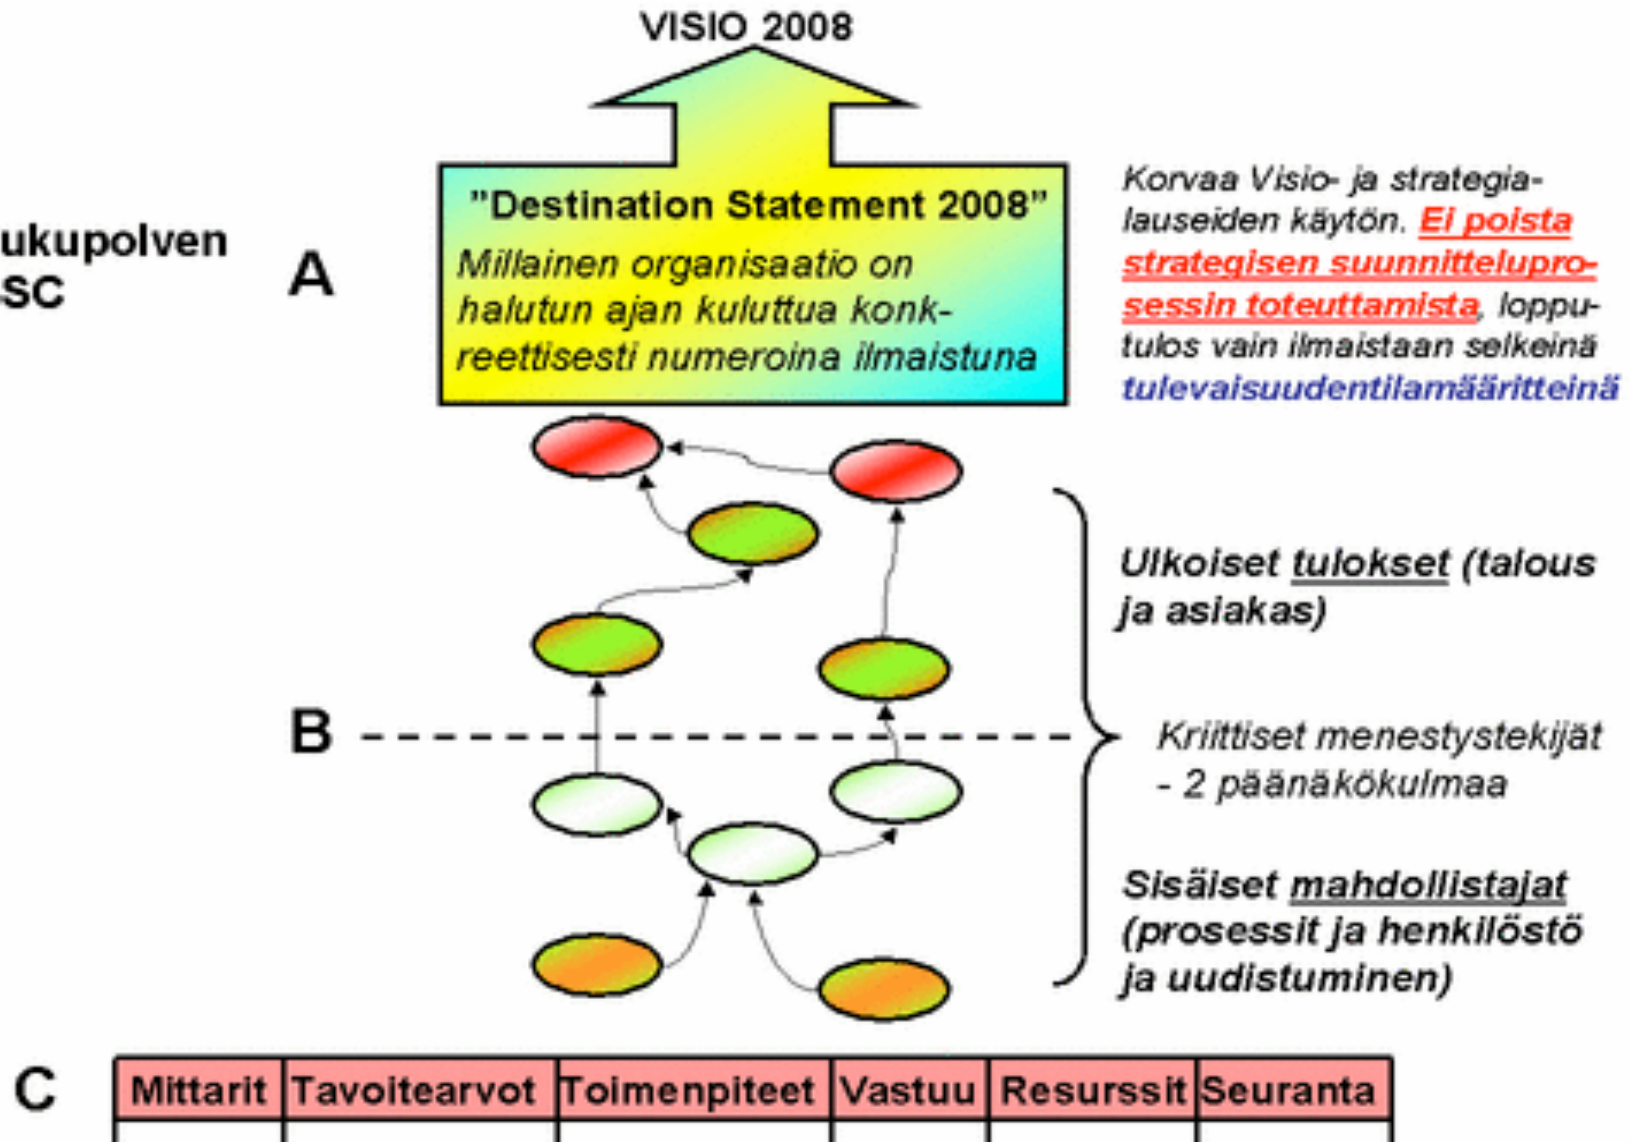 VISIO 2008
"Destination Statement 2008"
Millainen organisaatio on
halutun ajan kuluttua konk-
reettisesti numeroina ilmaistuna
Korvaa Visio- ja strategia-
lauseiden käytön. Ei poista
strategisen suunnittelupro-
sessin toteuttamista, loppu-
tulos vain ilmaistaan selkeinä
tulevaisuudentilamääritteinä
ukupolven
SC
A
Ulkoiset tulokset (talous
ja asiakas)
B
Kriittiset menestystekijät
- 2 päänäkökulmaa
Sisäiset mahdollistajat
(prosessit ja henkilöstö
ja uudistuminen)
C
Mittarit Tavoitearvot Toimenpiteet Vastuu Resurssit Seuranta